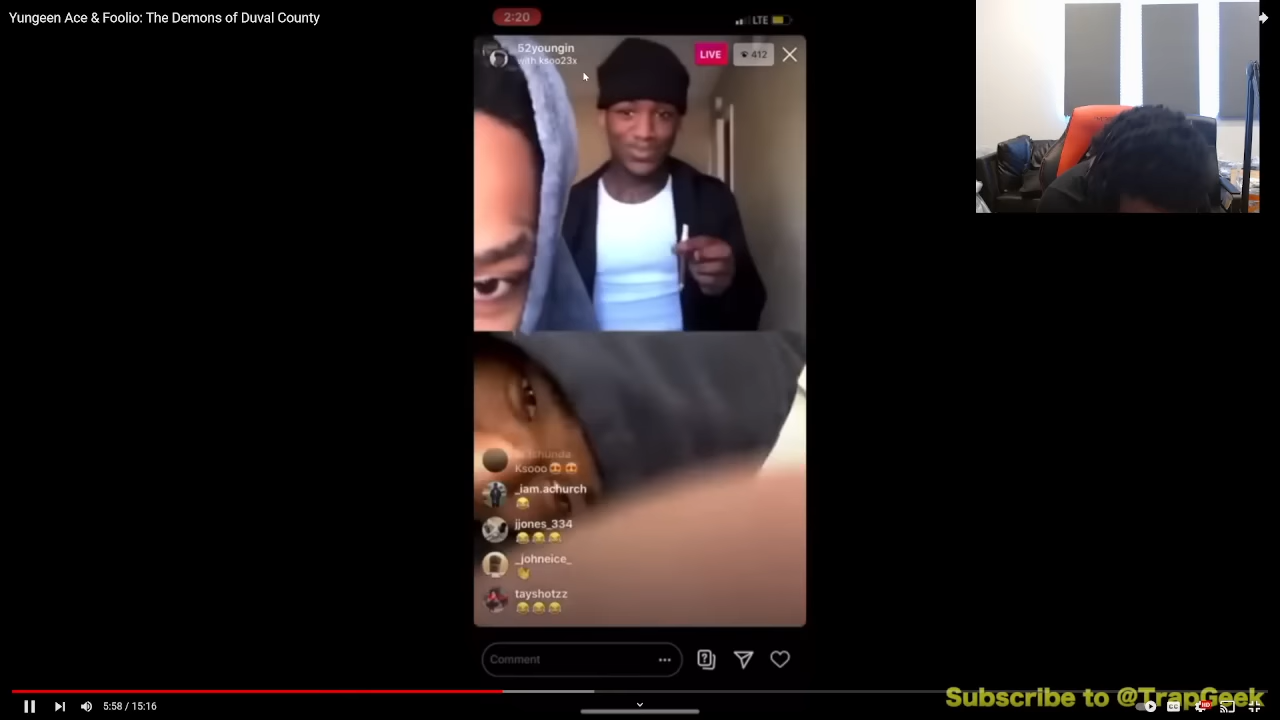 Yungeen Ace & Foolio: The Demons of Duval County
2:20
LTE
52youngin
with ksoo23x
LIVE
412
Ksooo
_iam.achurch
jjones_334
_johneice_
tayshotzz
Comment
5:58 / 15:16
Subscribe to @TrapGeek